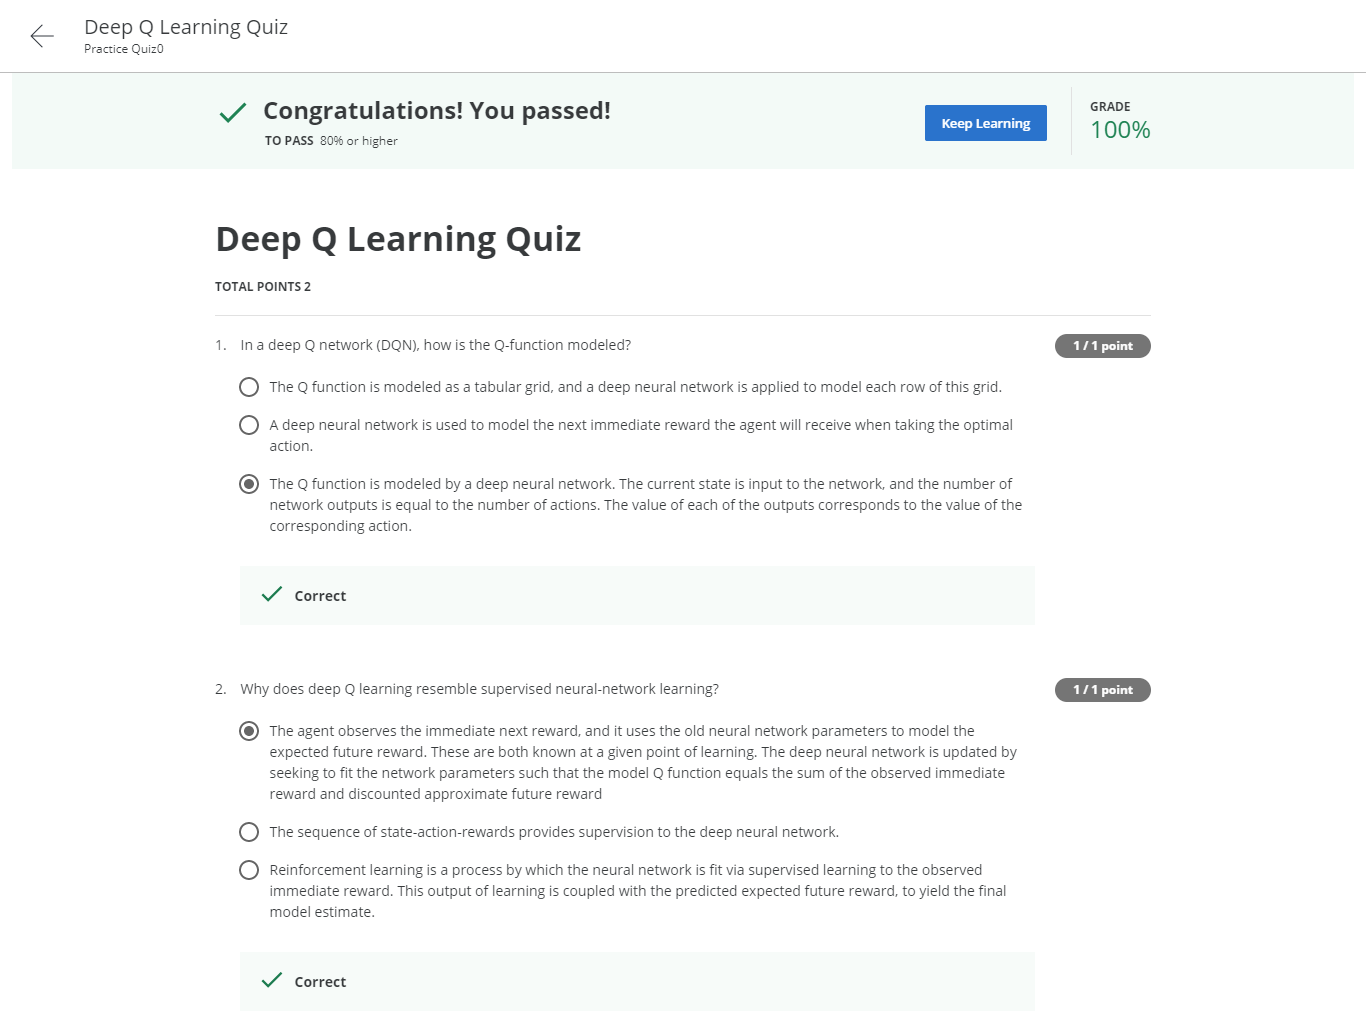 Deep Q Learning Quiz
Practice Quiz0
Congratulations! You passed!
TO PASS 80% or higher
Keep Learning
GRADE
100%
Deep Q Learning Quiz
TOTAL POINTS 2
1. In a deep Q network (DQN), how is the Q-function modeled?
1 / 1 point
The Q function is modeled as a tabular grid, and a deep neural network is applied to model each row of this grid.
A deep neural network is used to model the next immediate reward the agent will receive when taking the optimal
action.
The Q function is modeled by a deep neural network. The current state is input to the network, and the number of
network outputs is equal to the number of actions. The value of each of the outputs corresponds to the value of the
corresponding action.
Correct
2. Why does deep Q learning resemble supervised neural-network learning?
1 / 1 point
The agent observes the immediate next reward, and it uses the old neural network parameters to model the
expected future reward. These are both known at a given point of learning. The deep neural network is updated by
seeking to fit the network parameters such that the model Q function equals the sum of the observed immediate
reward and discounted approximate future reward
The sequence of state-action-rewards provides supervision to the deep neural network.
Reinforcement learning is a process by which the neural network is fit via supervised learning to the observed
immediate reward. This output of learning is coupled with the predicted expected future reward, to yield the final
model estimate.
Correct